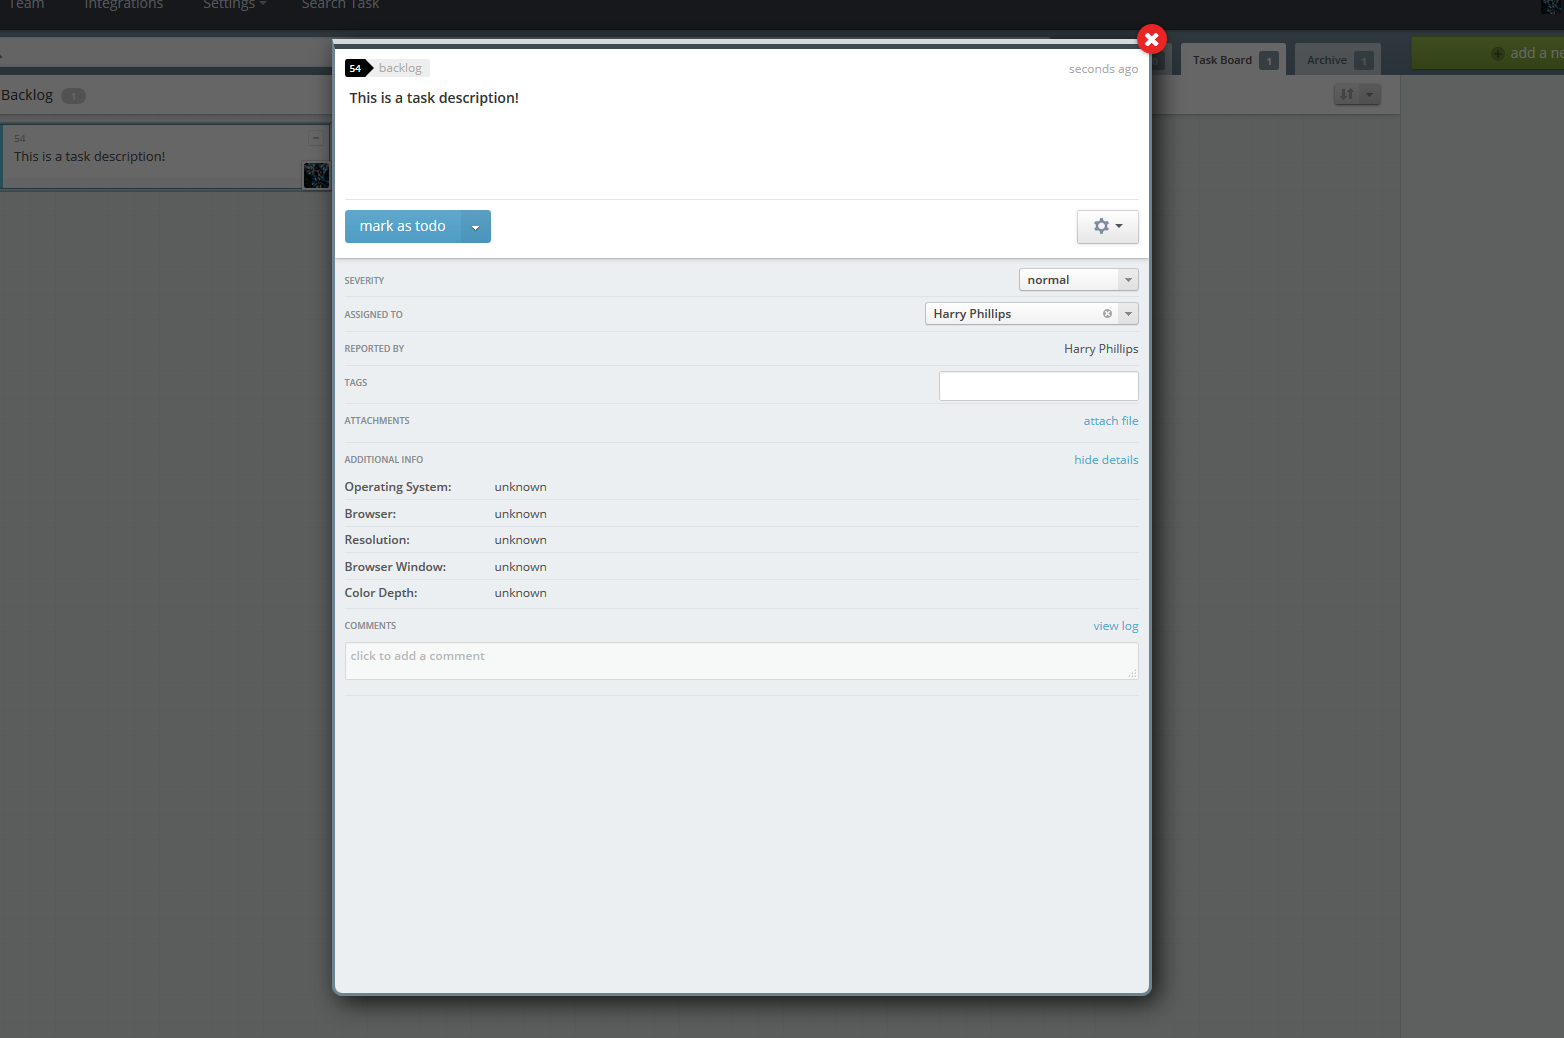 Team Integrations Settings Search Task
Task Board 1 Archive 1 add a ne
Backlog 1
54
This is a task description!
54 backlog seconds ago
This is a task description!
mark as todo
SEVERITY normal
ASSIGNED TO Harry Phillips
REPORTED BY Harry Phillips
TAGS
ATTACHMENTS attach file
ADDITIONAL INFO hide details
Operating System: unknown
Browser: unknown
Resolution: unknown
Browser Window: unknown
Color Depth: unknown
COMMENTS view log
click to add a comment